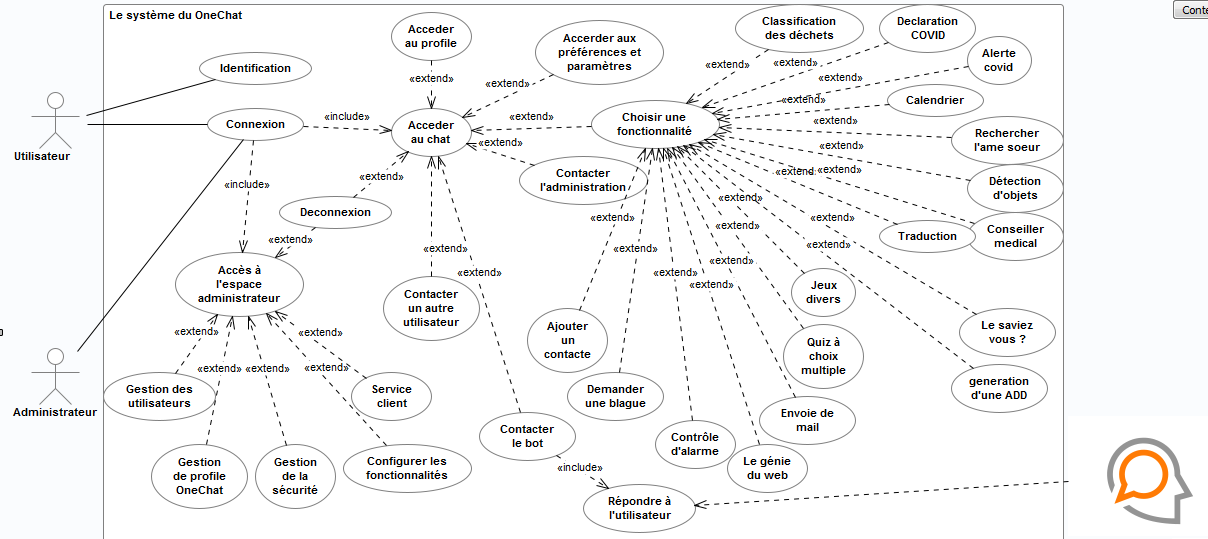 Le système du OneChat
Conte
Acceder
au profile
Accerder aux
préférences et
paramètres
Classification
des déchets
Declaration
COVID
Alerte
covid
Identification
«extend»
«extend»
«extend»
«extend»
«extend»
Calendrier
«extend»
Connexion
«include»
Acceder
au chat
«extend»
Choisir une
fonctionnalité
«extend»
Rechercher
l'ame soeur
Utilisateur
«extend»
«extend»
Contacter
l'administration
«extend»
«extend»
«extend»
Détection
d'objets
«include»
Deconnexion
«extend»
«extend»
«extend»
«extend»
«extend»
Traduction
Conseiller
medical
«extend»
«extend»
«extend»
Accès à
l'espace
administrateur
«extend»
«extend»
«extend»
Contacter
un autre
utilisateur
Jeux
divers
«extend»
Ajouter
un
contacte
Quiz à
choix
multiple
Le saviez
vous ?
«extend»
«extend»
«extend»
Administrateur
Gestion des
utilisateurs
Service
client
Demander
une blague
generation
d'une ADD
Envoie de
mail
Contacter
le bot
Contrôle
d'alarme
Gestion
de profile
OneChat
Gestion
de la
sécurité
Configurer les
fonctionnalités
«include»
Le génie
du web
Répondre à
l'utilisateur